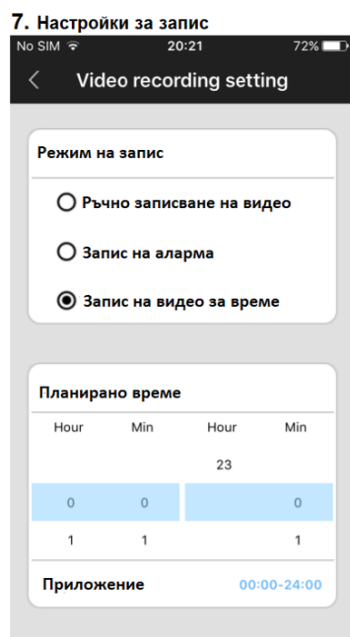 7. Настройки за запис
No SIM 20:21 72%
Video recording setting
Режим на запис
Ръчно записване на видео
Запис на аларма
Запис на видео за време
Планирано време
Hour Min Hour Min
23
0 0 0
1 1 1
Приложение 00:00-24:00